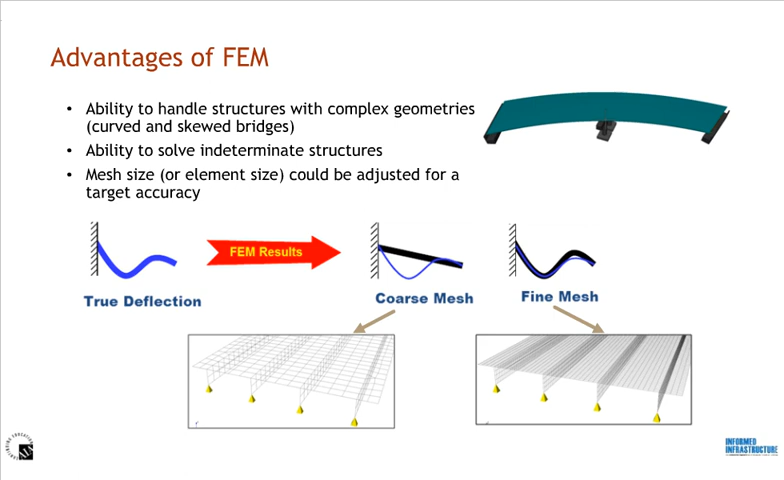 Advantages of FEM
• Ability to handle structures with complex geometries
(curved and skewed bridges)
• Ability to solve indeterminate structures
• Mesh size (or element size) could be adjusted for a
target accuracy
FEM Results
True Deflection
Coarse Mesh
Fine Mesh
CONTINUING EDUCATION
INFORMED
INFRASTRUCTURE